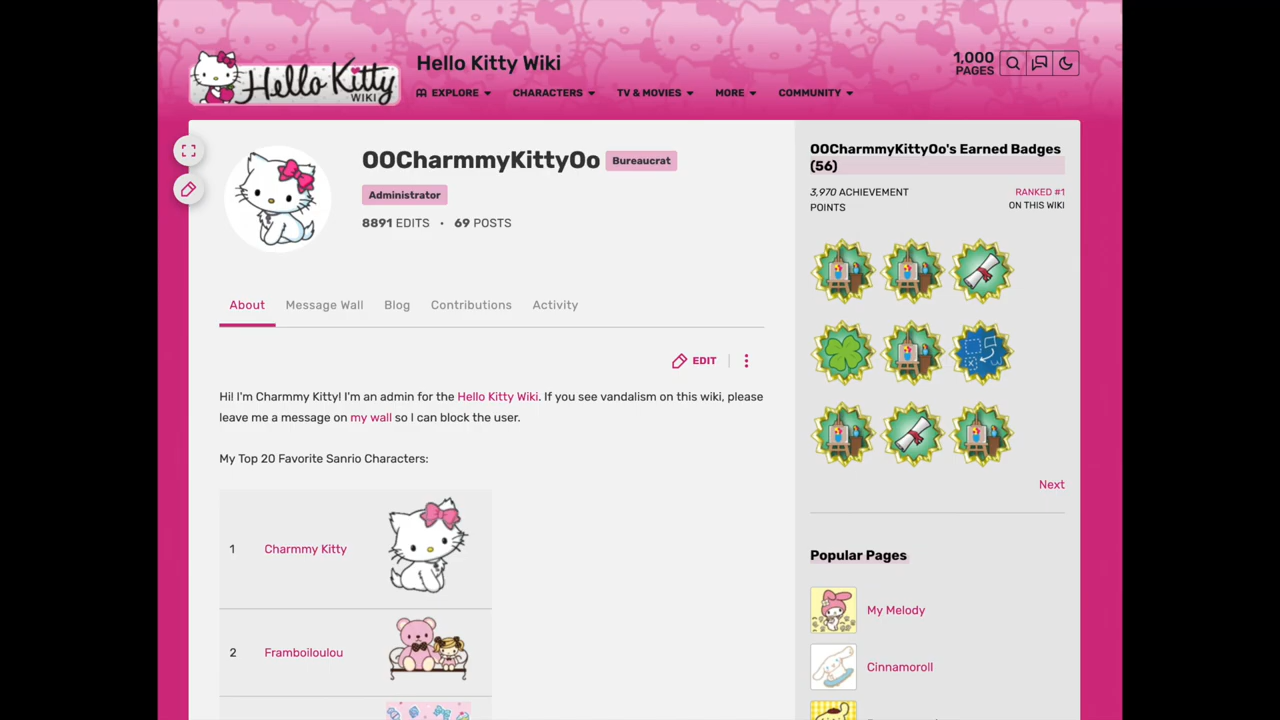 Hello Kitty
WIKI
Hello Kitty Wiki
1,000
PAGES
EXPLORE
CHARACTERS
TV & MOVIES
MORE
COMMUNITY
OOCharmmyKittyOo
Bureaucrat
Administrator
8891 EDITS • 69 POSTS
About
Message Wall
Blog
Contributions
Activity
EDIT
Hi! I'm Charmmy Kitty! I'm an admin for the Hello Kitty Wiki. If you see vandalism on this wiki, please
leave me a message on my wall so I can block the user.
My Top 20 Favorite Sanrio Characters:
1 Charmmy Kitty
2 Framboiloulou
OOCharmmyKittyOo's Earned Badges
(56)
3,970 ACHIEVEMENT
POINTS
RANKED #1
ON THIS WIKI
Next
Popular Pages
My Melody
Cinnamoroll